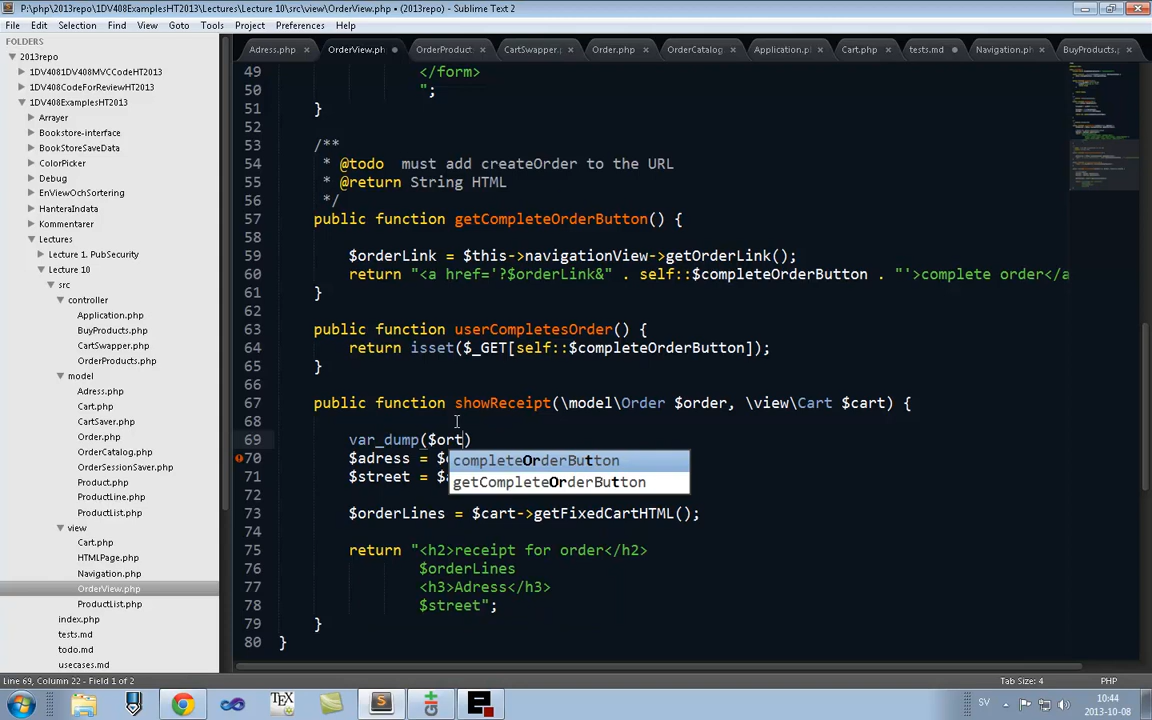 P:\php\2013repo\1DV408ExamplesHT2013\Lectures\Lecture 10\src\view\OrderView.php • (2013repo) - Sublime Text 2
File Edit Selection Find View Goto Tools Project Preferences Help
FOLDERS
2013repo
1DV4081DV408MVCCodeHT2013
1DV408CodeForReviewHT2013
1DV408ExamplesHT2013
Arrayer
Bookstore-interface
BookStoreSaveData
ColorPicker
Debug
EnViewOchSortering
HanteraIndata
Kommentarer
Lectures
Lecture 1. PubSecurity
Lecture 10
src
controller
Application.php
BuyProducts.php
CartSwapper.php
OrderProducts.php
model
Adress.php
Cart.php
CartSaver.php
Order.php
OrderCatalog.php
OrderSessionSaver.php
Product.php
ProductLine.php
ProductList.php
view
Cart.php
HTMLPage.php
Navigation.php
OrderView.php
ProductList.php
index.php
tests.md
todo.md
usecases.md
Adress.php OrderView.ph OrderProduct CartSwapper. Order.php OrderCatalog Application.p Cart.php tests.md Navigation.ph BuyProducts.
49 </form>
50 ";
51 }
52
53 /**
54 * @todo must add createOrder to the URL
55 * @return String HTML
56 */
57 public function getCompleteOrderButton() {
58
59 $orderLink = $this->navigationView->getOrderLink();
60 return "<a href='?$orderLink&" . self::$completeOrderButton . "'>complete order</a
61 }
62
63 public function userCompletesOrder() {
64 return isset($_GET[self::$completeOrderButton]);
65 }
66
67 public function showReceipt(\model\Order $order, \view\Cart $cart) {
68
69 var_dump($ort)
70 $adress = $
71 $street = $
completeOrderButton
getCompleteOrderButton
72
73 $orderLines = $cart->getFixedCartHTML();
74
75 return "<h2>receipt for order</h2>
76 $orderLines
77 <h3>Adress</h3>
78 $street";
79 }
80 }
Line 69, Column 22 - Field 1 of 2 Tab Size: 4 PHP
SV 10:44
2013-10-08